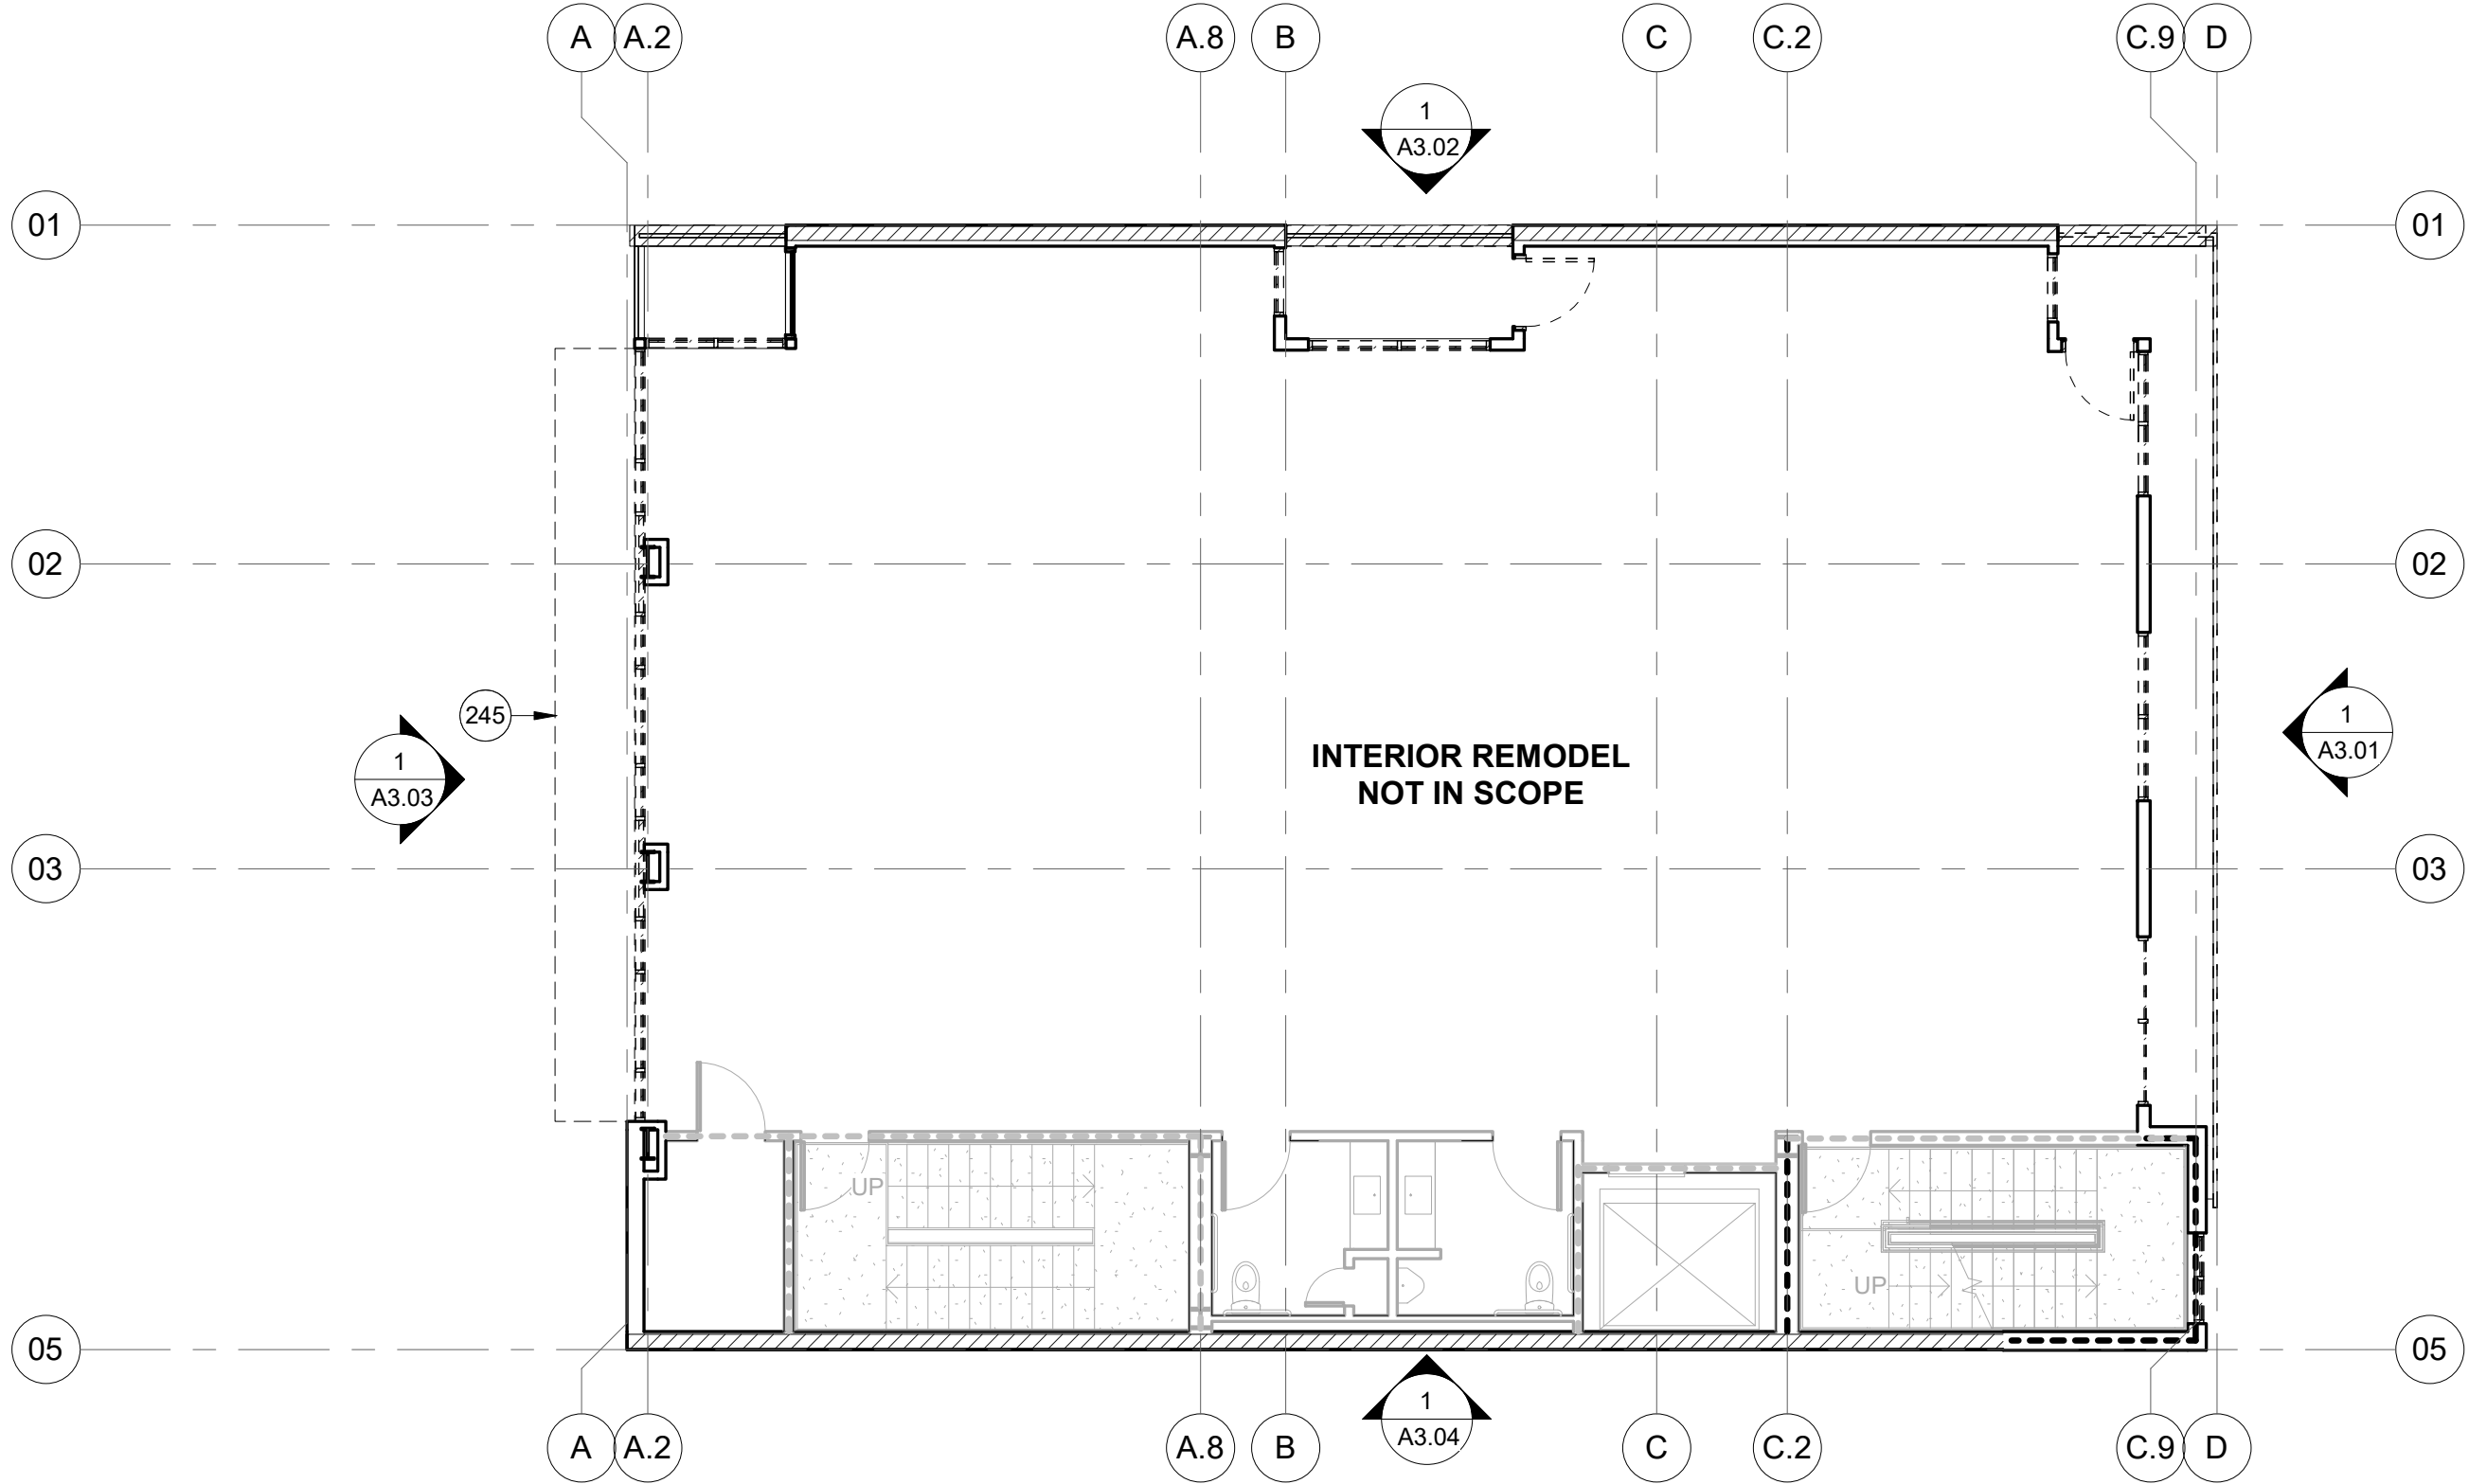 A A.2 A.8 B C C.2 C.9 D
1
A3.02
01 01
02 02
245
1
A3.01
INTERIOR REMODEL
NOT IN SCOPE
1
A3.03
03 03
UP
UP
05 05
1
A3.04
A A.2 A.8 B C C.2 C.9 D